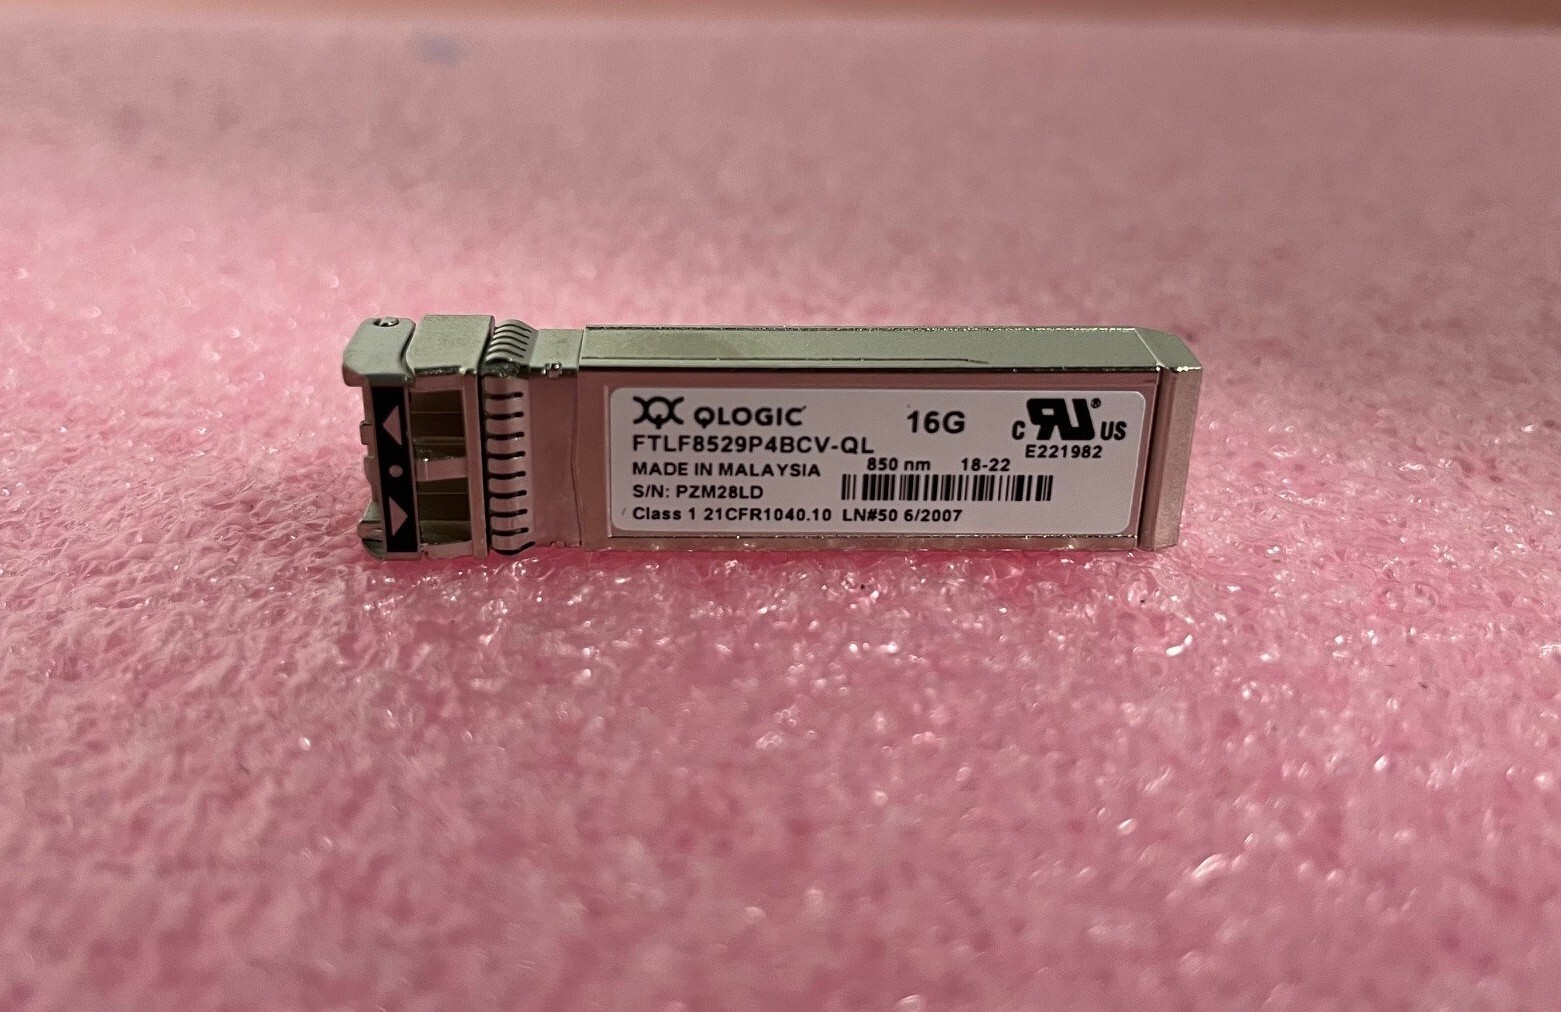 QLOGIC 16G
c RU® US
FTLF8529P4BCV-QL E221982
MADE IN MALAYSIA 850 nm 18-22
S/N: PZM28LD
Class 1 21CFR1040.10 LN#50 6/2007